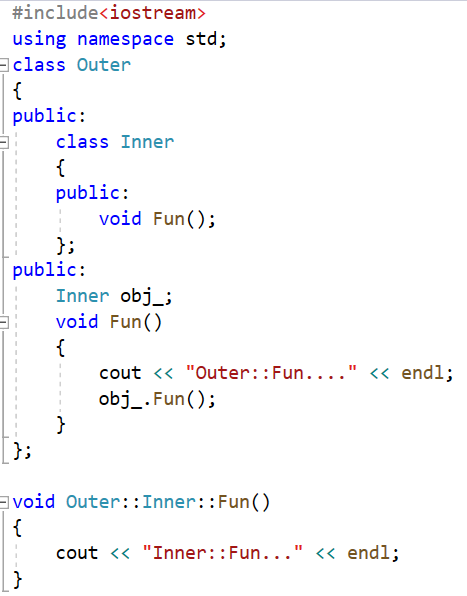 #include<iostream>
using namespace std;
class Outer
{
public:
    class Inner
    {
    public:
        void Fun();
    };
public:
    Inner obj_;
    void Fun()
    {
        cout << "Outer::Fun...." << endl;
        obj_.Fun();
    }
};

void Outer::Inner::Fun()
{
    cout << "Inner::Fun..." << endl;
}